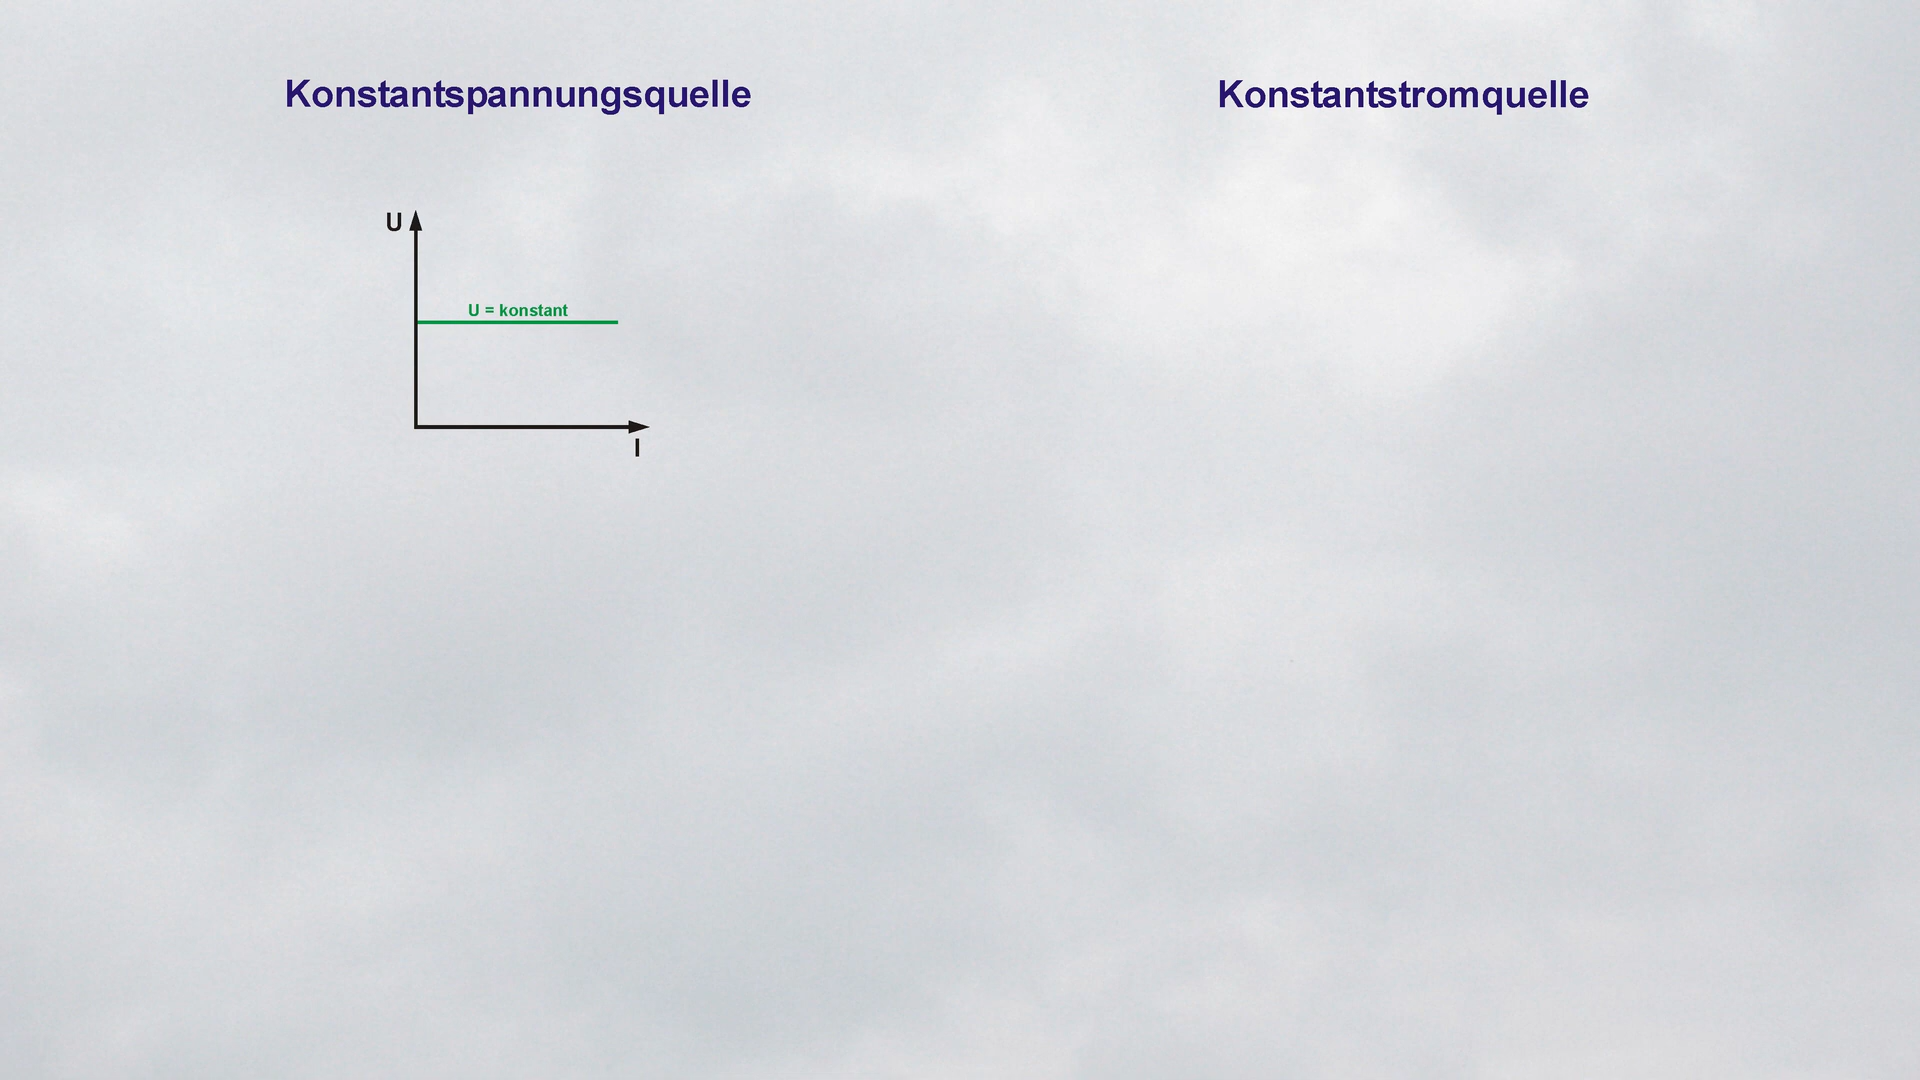 Konstantspannungsquelle
Konstantstromquelle
U
U = konstant
I